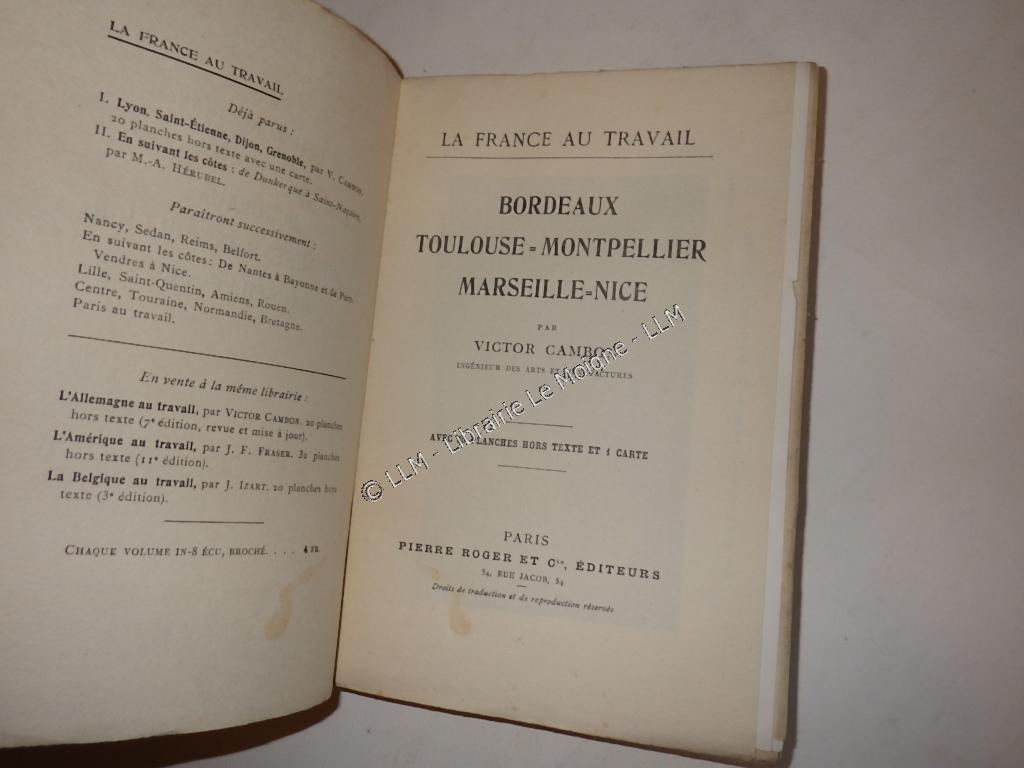 LA FRANCE AU TRAVAIL
Déjà parus :
I. Lyon, Saint-Étienne, Dijon, Grenoble, par V. CAMBON.
20 planches hors texte avec une carte.
II. En suivant les côtes : de Dunkerque à Saint-Nazaire,
par M.-A. HÉRUBEL.
Paraîtront successivement :
Nancy, Sedan, Reims, Belfort.
En suivant les côtes : De Nantes à Bayonne et de Port-
Vendres à Nice.
Lille, Saint-Quentin, Amiens, Rouen.
Centre, Touraine, Normandie, Bretagne.
Paris au travail.
En vente à la même librairie :
L'Allemagne au travail, par VICTOR CAMBON. 20 planches
hors texte (7e édition, revue et mise à jour).
L'Amérique au travail, par J. F. FRASER. 32 planches
hors texte (11e édition).
La Belgique au travail, par J. IZART. 20 planches hors
texte (3e édition).
CHAQUE VOLUME IN-8 ÉCU, BROCHÉ. . . . 4 FR.
LA FRANCE AU TRAVAIL
BORDEAUX
TOULOUSE=MONTPELLIER
MARSEILLE=NICE
PAR
VICTOR CAMBON
INGÉNIEUR DES ARTS ET MANUFACTURES
AVEC PLANCHES HORS TEXTE ET 1 CARTE
PARIS
PIERRE ROGER ET Cie, ÉDITEURS
54, RUE JACOB, 54
Droits de traduction et de reproduction réservés
© LLM - Librairie Le Moigne - LLM